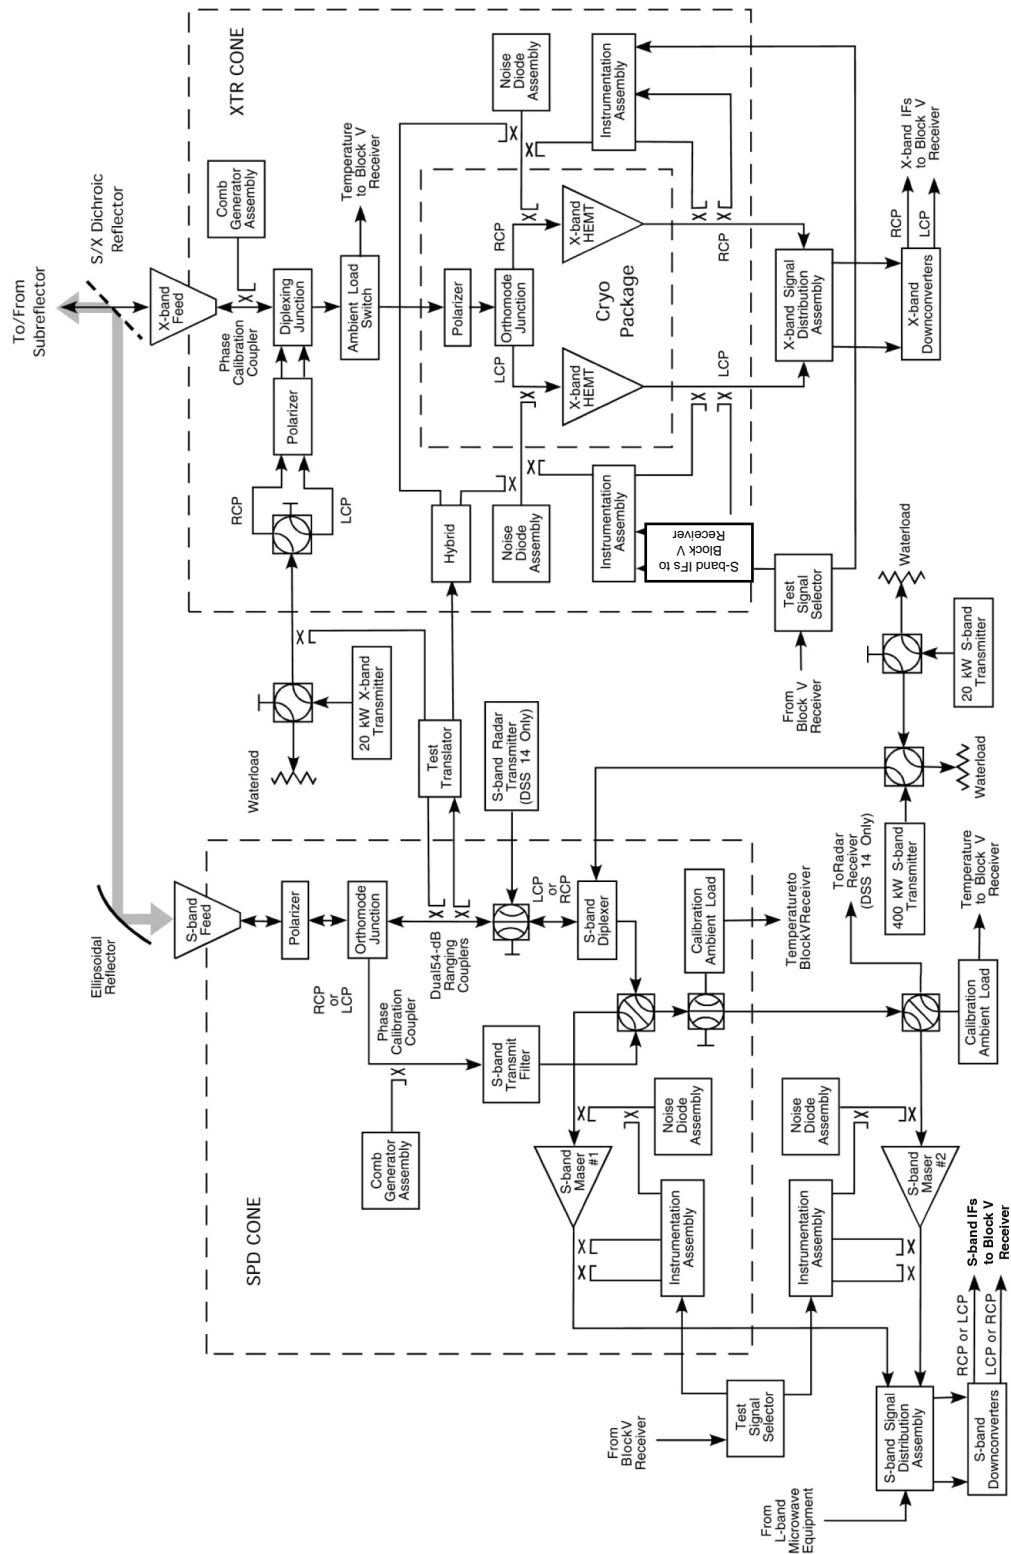 To/From
Subreflector
S/X Dichroic
Reflector
XTR CONE
X-band
Feed
Comb
Generator
Assembly
Phase
Calibration
Coupler
Diplexing
Junction
Polarizer
RCP
LCP
Ambient Load
Switch
Temperature
to Block V
Receiver
Polarizer
Orthomode
Junction
RCP
LCP
Cryo
Package
X-band
HEMT
X-band
HEMT
Noise
Diode
Assembly
Noise
Diode
Assembly
Instrumentation
Assembly
Instrumentation
Assembly
Hybrid
RCP
LCP
X-band Signal
Distribution
Assembly
X-band
Downconverters
RCP
LCP
X-band IFs
to Block V
Receiver
S-band IFs to
Block V
Receiver
Test
Signal
Selector
From
Block V
Receiver
Waterload
20 kW X-band
Transmitter
Test
Translator
S-band Radar
Transmitter
(DSS 14 Only)
Waterload
20 kW S-band
Transmitter
Waterload
400 kW S-band
Transmitter
Ellipsoidal
Reflector
SPD CONE
S-band
Feed
Polarizer
Orthomode
Junction
RCP
or
LCP
Phase
Calibration
Coupler
Comb
Generator
Assembly
Dual54-dB
Ranging
Couplers
LCP
or
RCP
S-band
Diplexer
S-band
Transmit
Filter
Calibration
Ambient Load
Temperatureto
BlockVReceiver
ToRadar
Receiver
(DSS 14 Only)
Calibration
Ambient Load
Temperature
to Block V
Receiver
Noise
Diode
Assembly
Noise
Diode
Assembly
S-band
Maser
#1
S-band
Maser
#2
Instrumentation
Assembly
Instrumentation
Assembly
Test
Signal
Selector
From
BlockV
Receiver
S-band Signal
Distribution
Assembly
From
L-band
Microwave
Equipment
S-band
Downconverters
RCP or LCP
LCP or RCP
S-band IFs
to Block V
Receiver